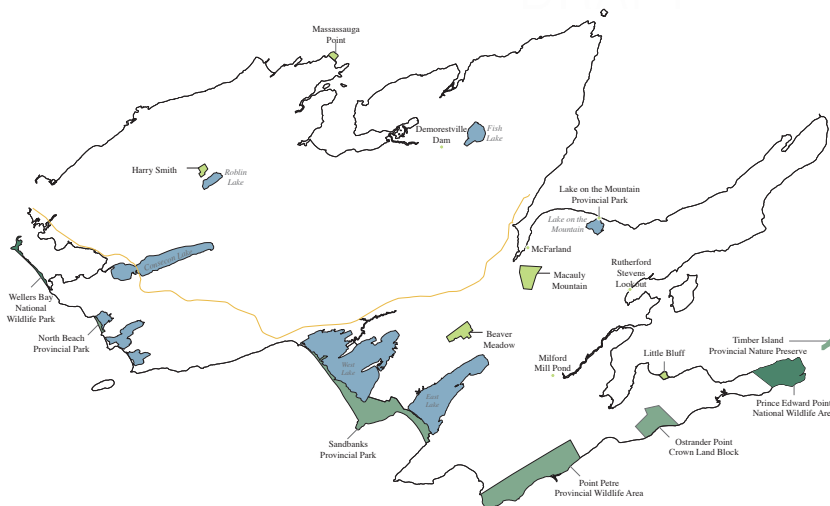 Massassauga
Point
Demorestville
Dam
Fish
Lake
Harry Smith
Roblin
Lake
Lake on the Mountain
Provincial Park
Lake on the
Mountain
McFarland
Consecon Lake
Macauly
Mountain
Rutherford
Stevens
Lookout
Wellers Bay
National
Wildlife Park
North Beach
Provincial Park
Beaver
Meadow
Timber Island
Provincial Nature Preserve
Little Bluff
Milford
Mill Pond
West
Lake
East
Lake
Prince Edward Point
National Wildlife Are
Sandbanks
Provincial Park
Ostrander Point
Crown Land Block
Point Petre
Provincial Wildlife Area